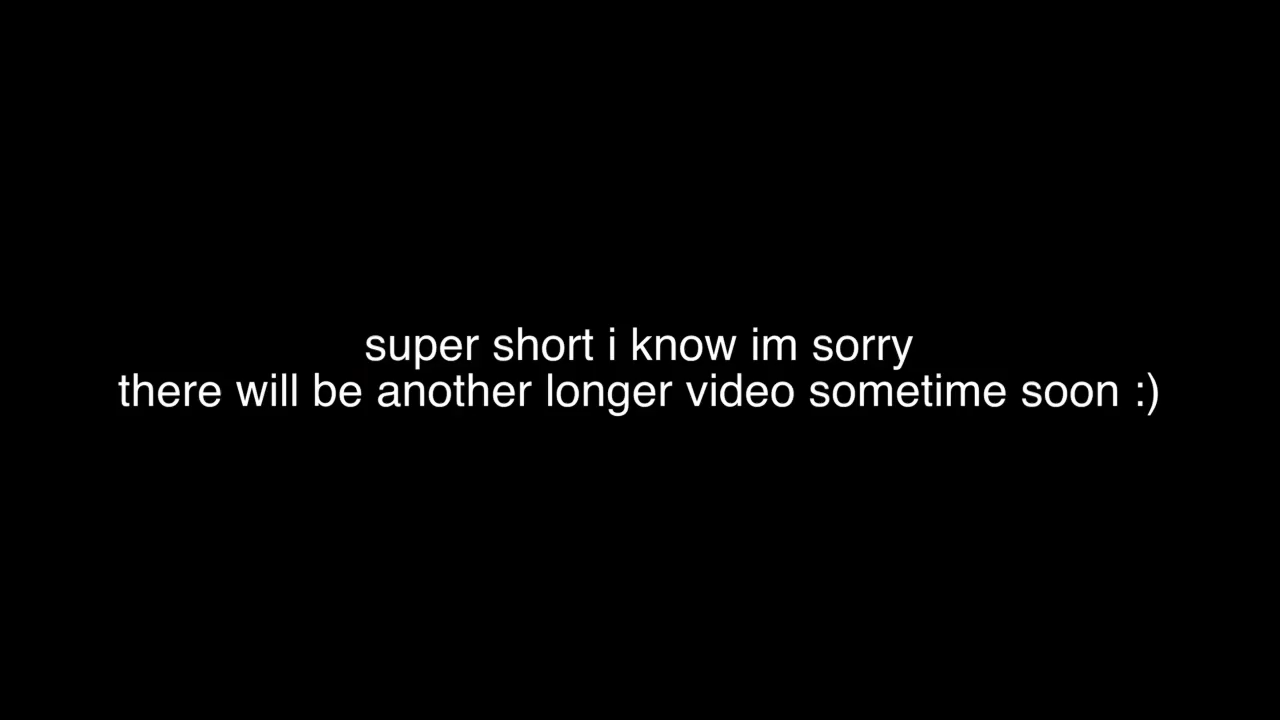 super short i know im sorry
there will be another longer video sometime soon :)